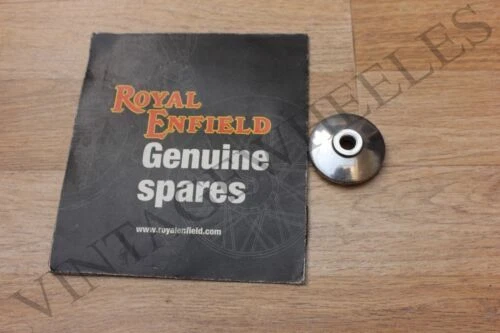 ROYAL
ENFIELD
Genuine
spares
www.royalenfield.com
VINTAGEWHEELES